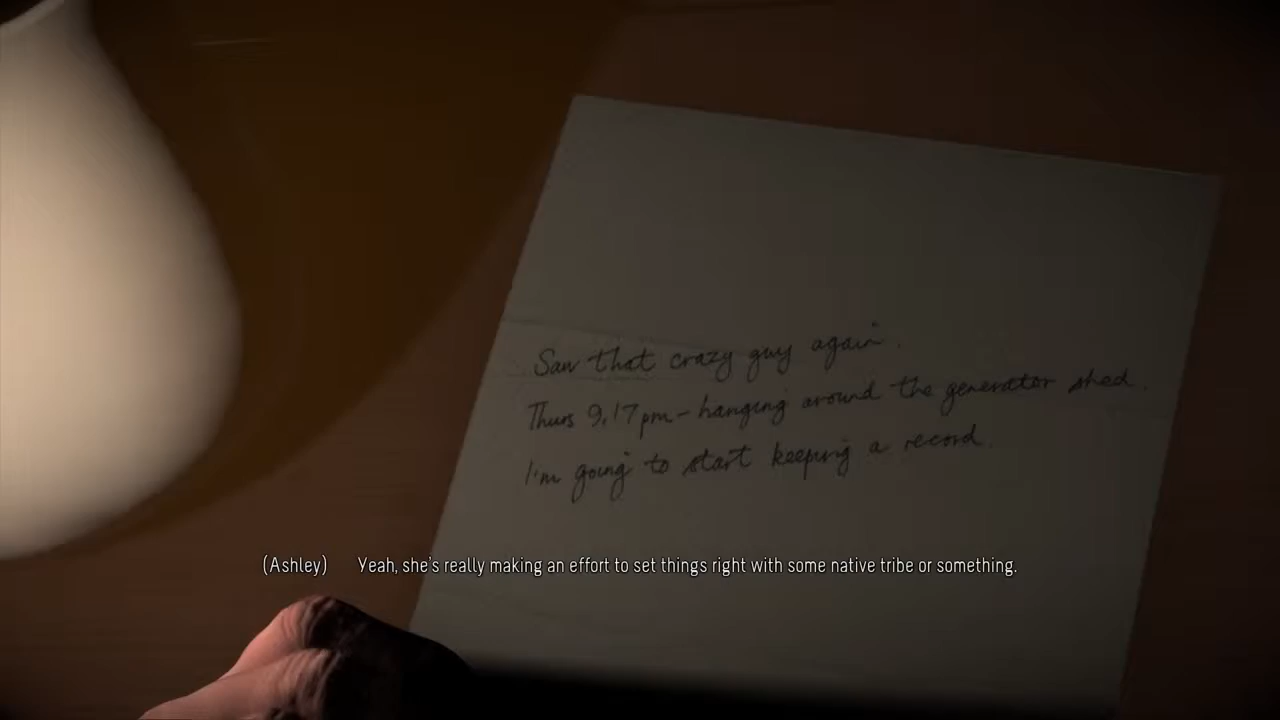 Saw that crazy guy again.
Thurs 9.17pm - hanging around the generator shed.
I'm going to start keeping a record.
(Ashley) Yeah, she's really making an effort to set things right with some native tribe or something.